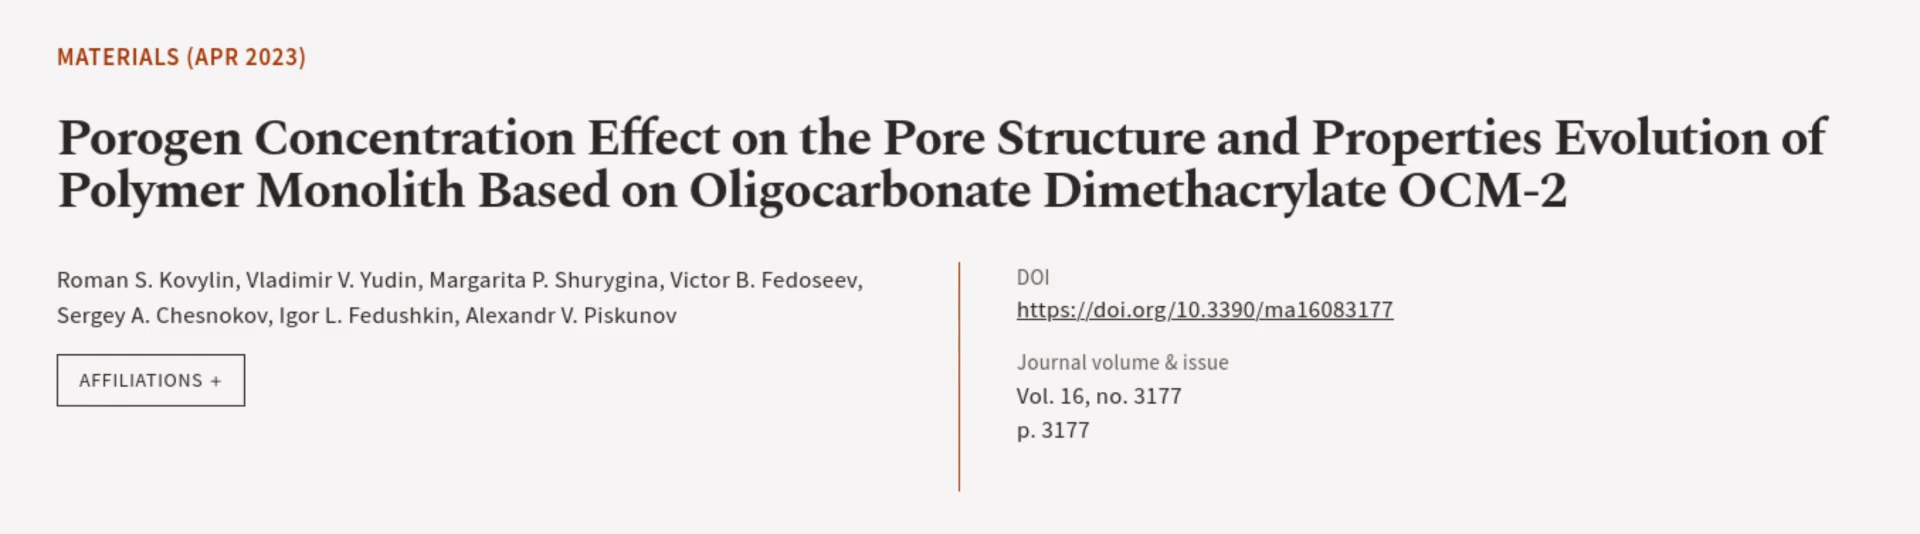 MATERIALS (APR 2023)
Porogen Concentration Effect on the Pore Structure and Properties Evolution of
Polymer Monolith Based on Oligocarbonate Dimethacrylate OCM-2
Roman S. Kovylin, Vladimir V. Yudin, Margarita P. Shurygina, Victor B. Fedoseev,
Sergey A. Chesnokov, Igor L. Fedushkin, Alexandr V. Piskunov
AFFILIATIONS +
DOI
https://doi.org/10.3390/ma16083177
Journal volume & issue
Vol. 16, no. 3177
p. 3177